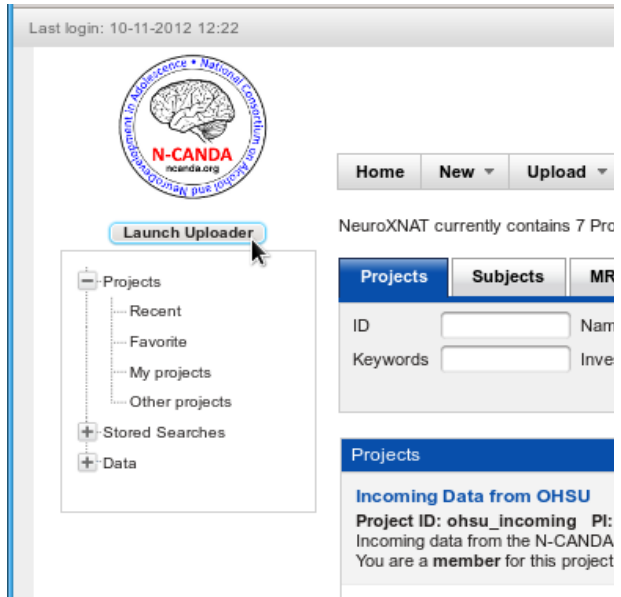 Last login: 10-11-2012 12:22
National Consortium on Alcohol and NeuroDevelopment in Adolescence •
N-CANDA
ncanda.org
Home New Upload
Launch Uploader
NeuroXNAT currently contains 7 Pro
Projects Subjects MR
Projects
Recent
Favorite
My projects
Other projects
Stored Searches
Data
ID Nam
Keywords Inve
Projects
Incoming Data from OHSU
Project ID: ohsu_incoming PI:
Incoming data from the N-CANDA
You are a member for this project